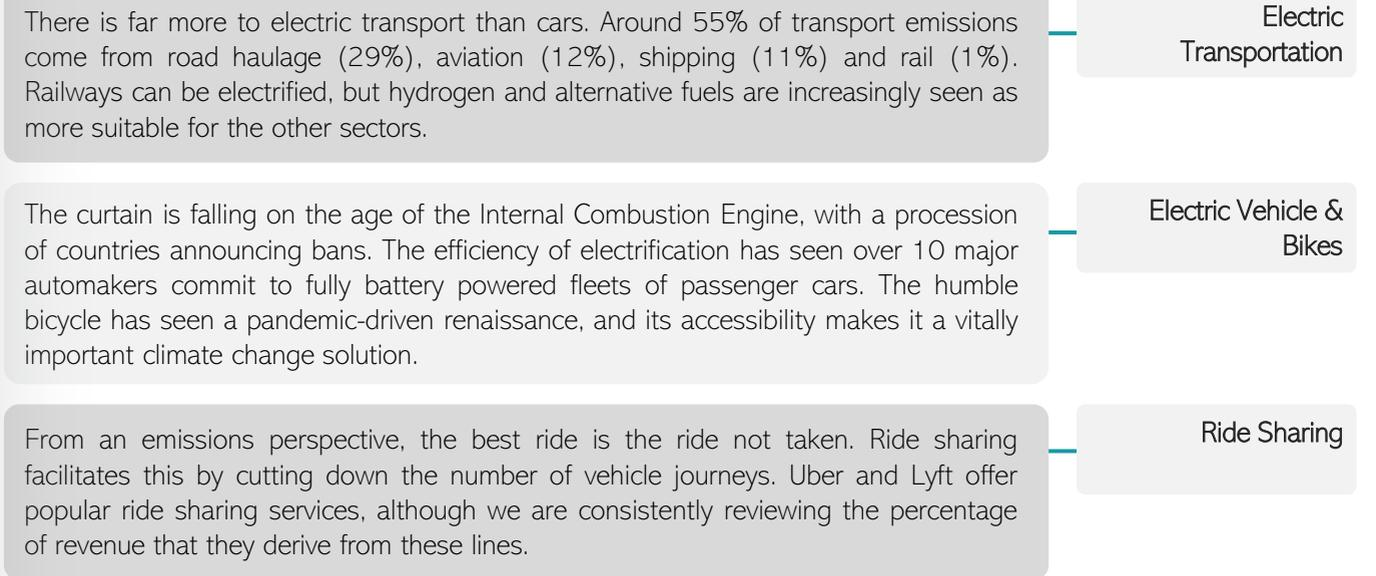 There is far more to electric transport than cars. Around 55% of transport emissions
come from road haulage (29%), aviation (12%), shipping (11%) and rail (1%).
Railways can be electrified, but hydrogen and alternative fuels are increasingly seen as
more suitable for the other sectors.
Electric
Transportation
The curtain is falling on the age of the Internal Combustion Engine, with a procession
of countries announcing bans. The efficiency of electrification has seen over 10 major
automakers commit to fully battery powered fleets of passenger cars. The humble
bicycle has seen a pandemic-driven renaissance, and its accessibility makes it a vitally
important climate change solution.
Electric Vehicle &
Bikes
From an emissions perspective, the best ride is the ride not taken. Ride sharing
facilitates this by cutting down the number of vehicle journeys. Uber and Lyft offer
popular ride sharing services, although we are consistently reviewing the percentage
of revenue that they derive from these lines.
Ride Sharing